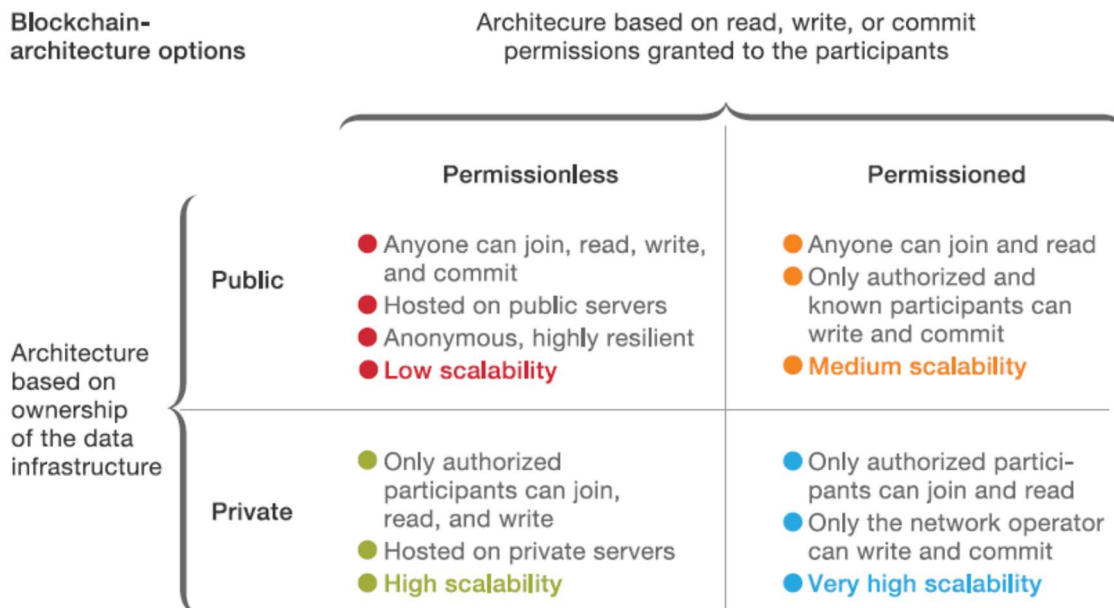 Blockchain-
architecture options
Architecure based on read, write, or commit
permissions granted to the participants
Permissionless
Permissioned
Architecture
based on
ownership
of the data
infrastructure
Public
Anyone can join, read, write,
and commit
Hosted on public servers
Anonymous, highly resilient
Low scalability
Anyone can join and read
Only authorized and
known participants can
write and commit
Medium scalability
Private
Only authorized
participants can join,
read, and write
Hosted on private servers
High scalability
Only authorized partici-
pants can join and read
Only the network operator
can write and commit
Very high scalability